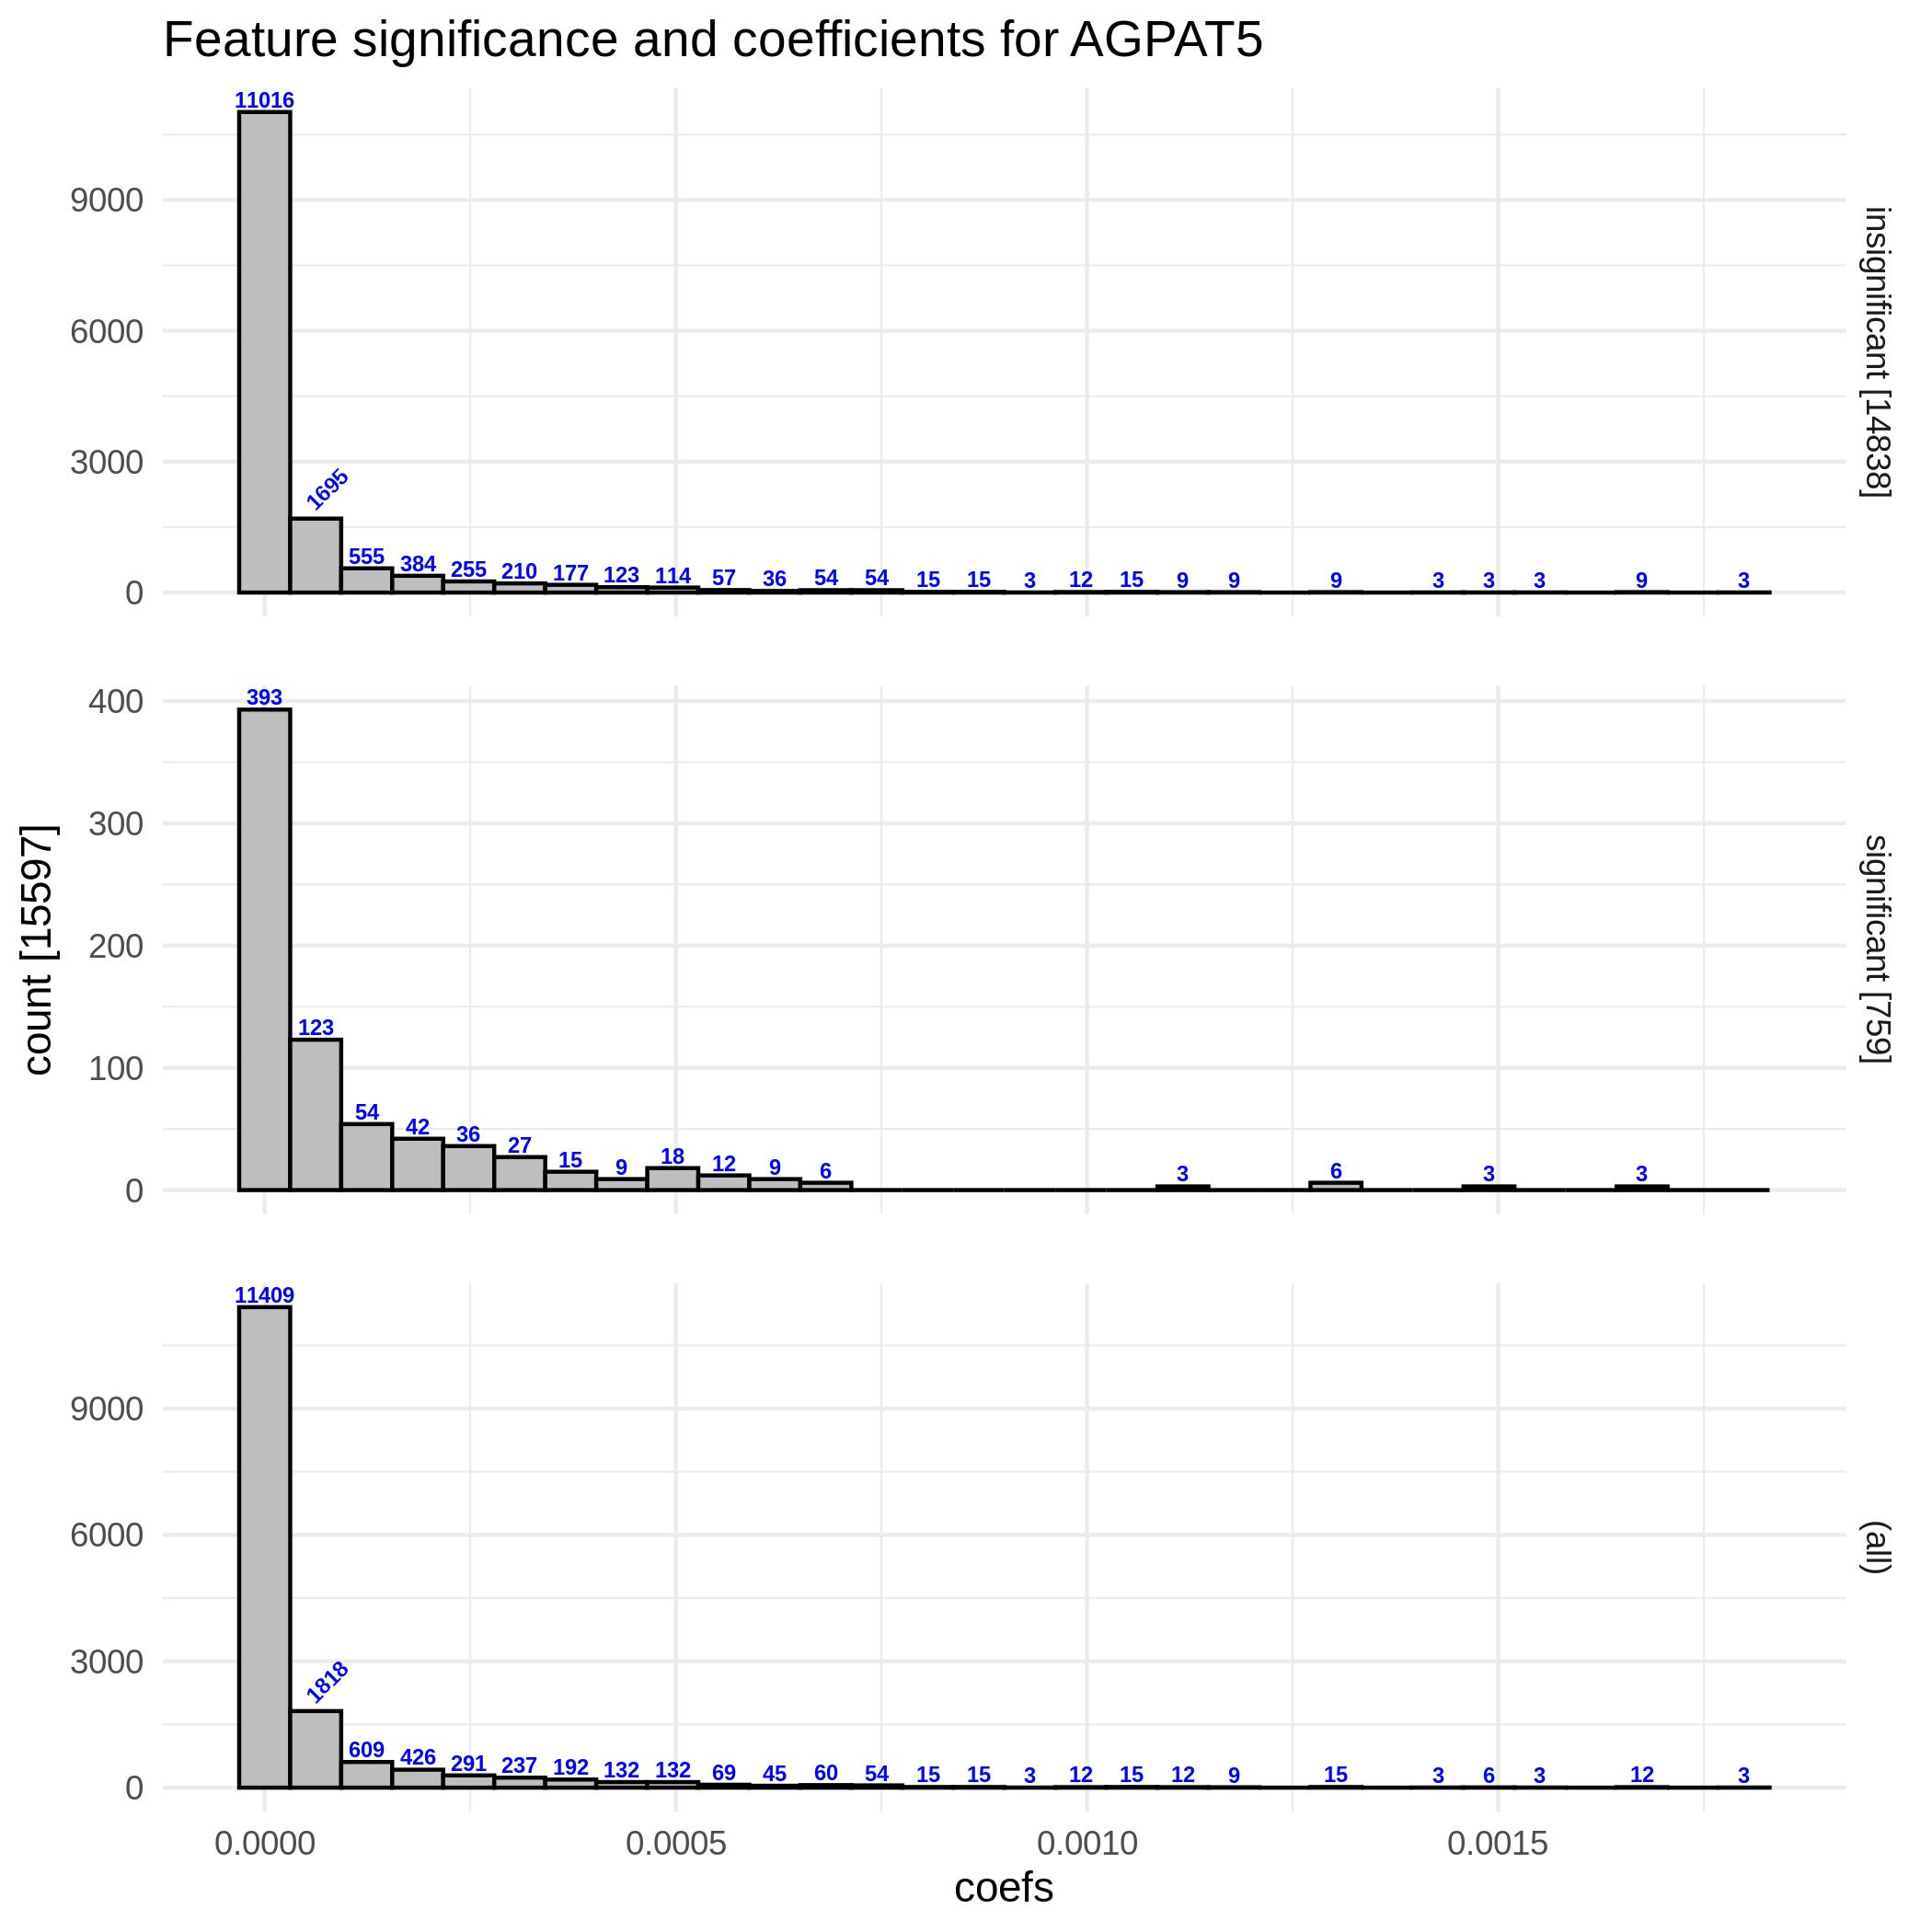 Feature significance and coefficients for AGPAT5
11016
1695
555 384 255 210 177 123 114 57 36 54 54 15 15 3 12 15 9 9 9 3 3 3 9 3
9000
6000
3000
0
insignificant [14838]
393
123
54 42 36 27 15 9 18 12 9 6 3 6 3 3
400
300
200
100
0
significant [759]
count [15597]
11409
1818
609 426 291 237 192 132 132 69 45 60 54 15 15 3 12 15 12 9 15 3 6 3 12 3
9000
6000
3000
0
(all)
0.0000 0.0005 0.0010 0.0015
coefs